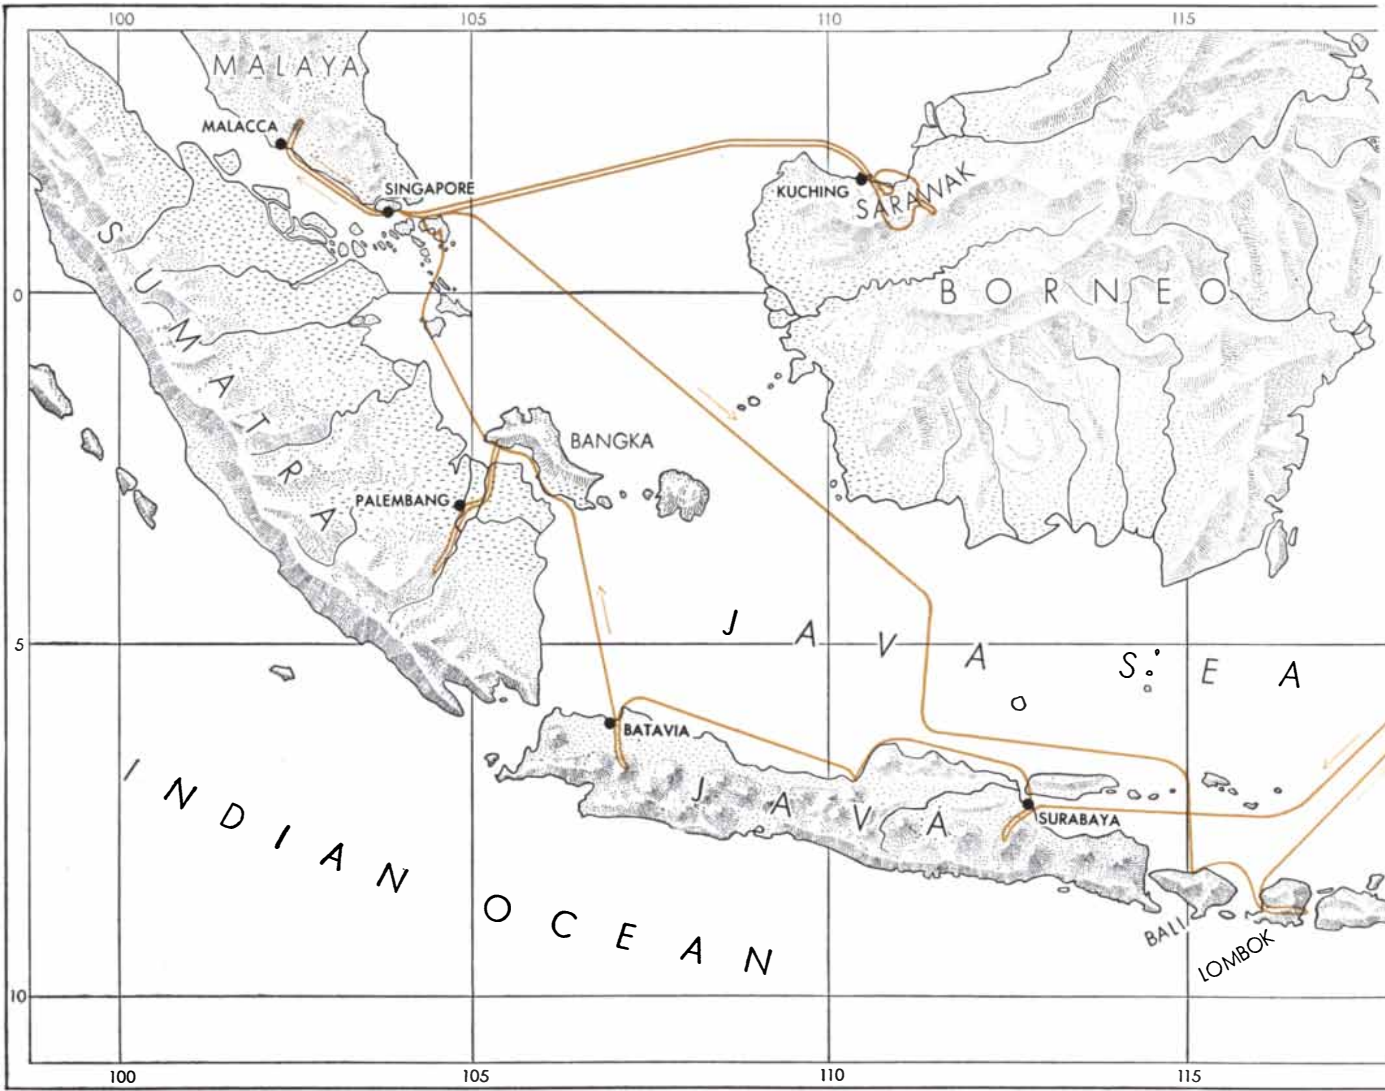 100 105 110 115
MALAYA
MALACCA
SINGAPORE
KUCHING
SARAWAK
SUMATRA
0
BORNEO
BANGKA
PALEMBANG
JAVA SEA
5
BATAVIA
JAVA
SURABAYA
INDIAN OCEAN
BALI
LOMBOK
10
100 105 110 115